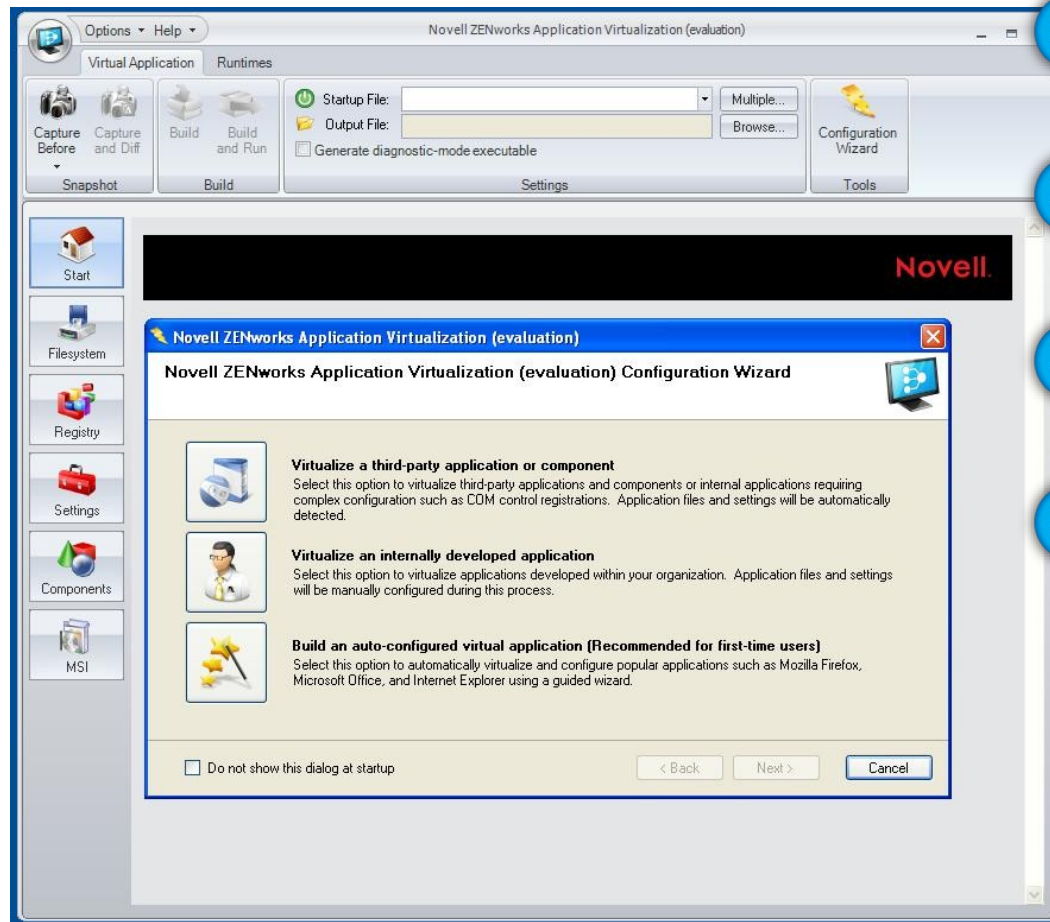 Options Help
Novell ZENworks Application Virtualization (evaluation)
Virtual Application Runtimes
Capture Before
Capture and Diff
Snapshot
Build
Build and Run
Build
Startup File:
Multiple...
Output File:
Browse...
Generate diagnostic-mode executable
Settings
Configuration Wizard
Tools
Start
Filesystem
Registry
Settings
Components
MSI
Novell.
Novell ZENworks Application Virtualization (evaluation)
Novell ZENworks Application Virtualization (evaluation) Configuration Wizard
Virtualize a third-party application or component
Select this option to virtualize third-party applications and components or internal applications requiring
complex configuration such as COM control registrations. Application files and settings will be automatically
detected.
Virtualize an internally developed application
Select this option to virtualize applications developed within your organization. Application files and settings
will be manually configured during this process.
Build an auto-configured virtual application (Recommended for first-time users)
Select this option to automatically virtualize and configure popular applications such as Mozilla Firefox,
Microsoft Office, and Internet Explorer using a guided wizard.
Do not show this dialog at startup
< Back
Next >
Cancel